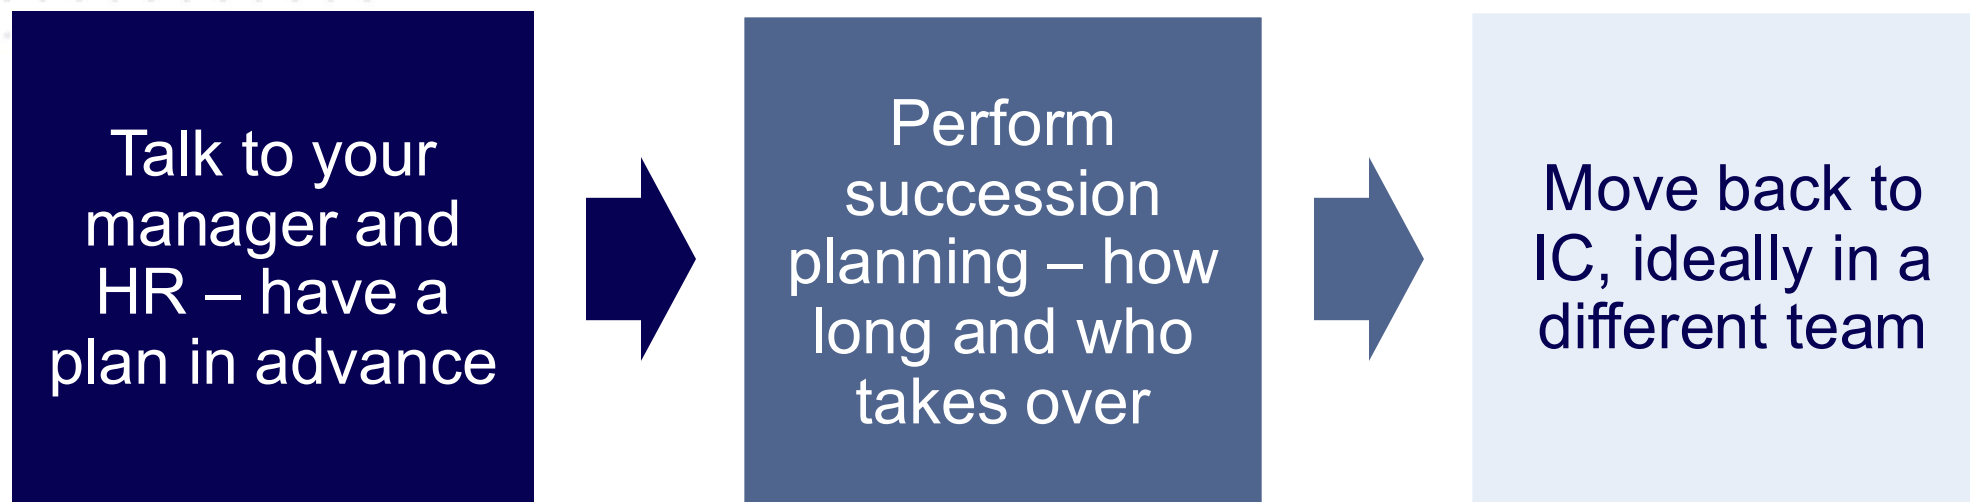 Talk to your
manager and
HR – have a
plan in advance
Perform
succession
planning – how
long and who
takes over
Move back to
IC, ideally in a
different team